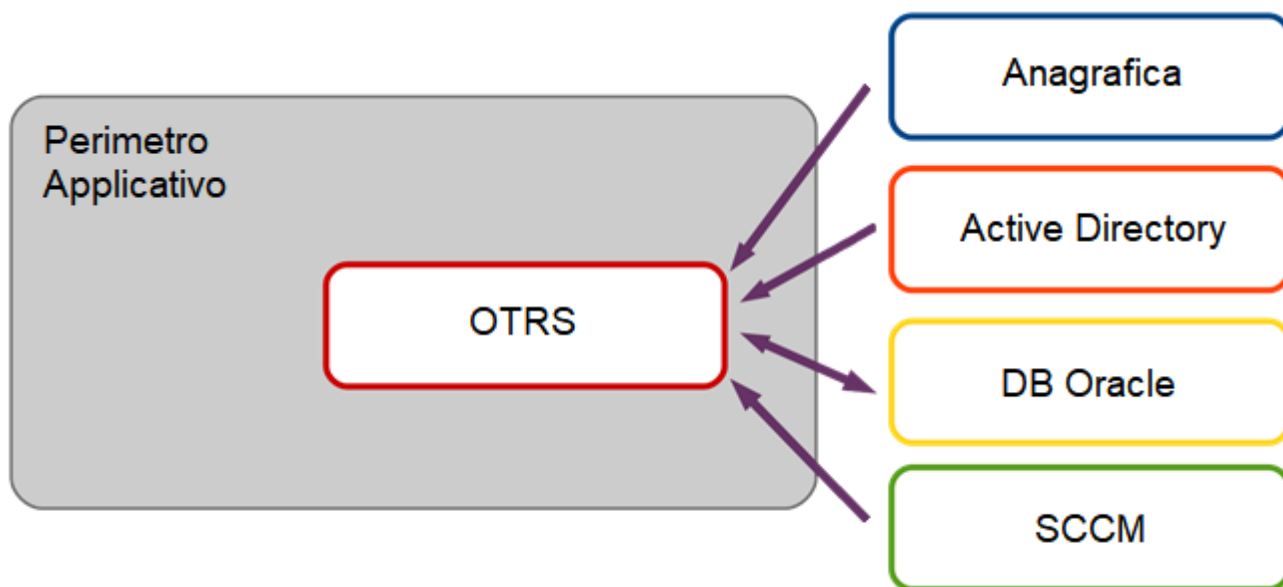 Perimetro
Applicativo
OTRS
Anagrafica
Active Directory
DB Oracle
SCCM